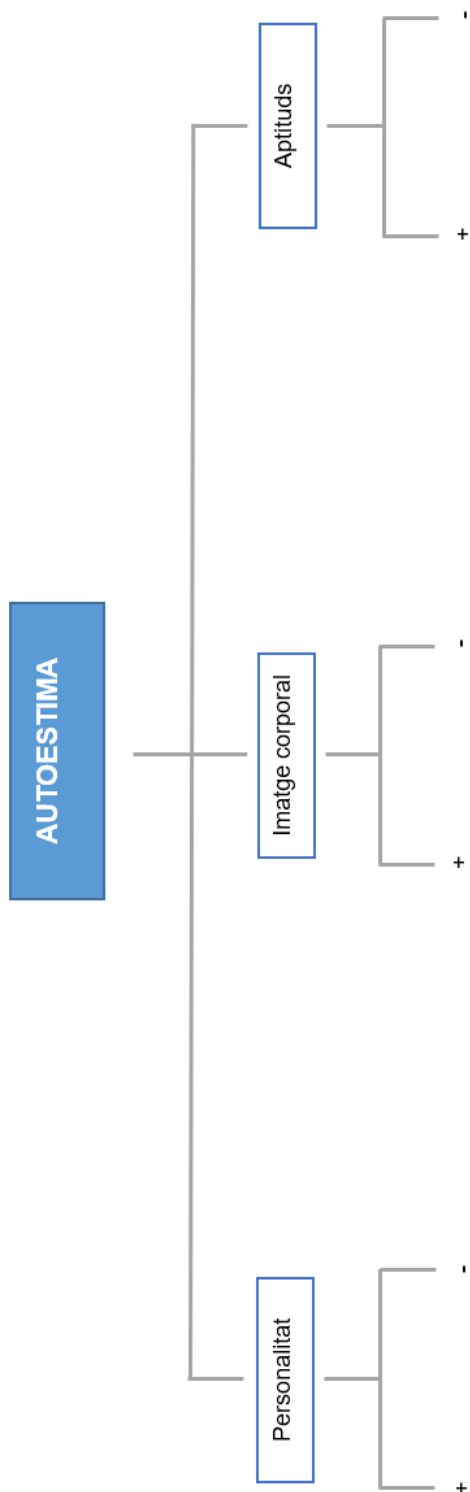 AUTOESTIMA
Personalitat
Imatge corporal
Aptituds
+
-
+
-
+
-